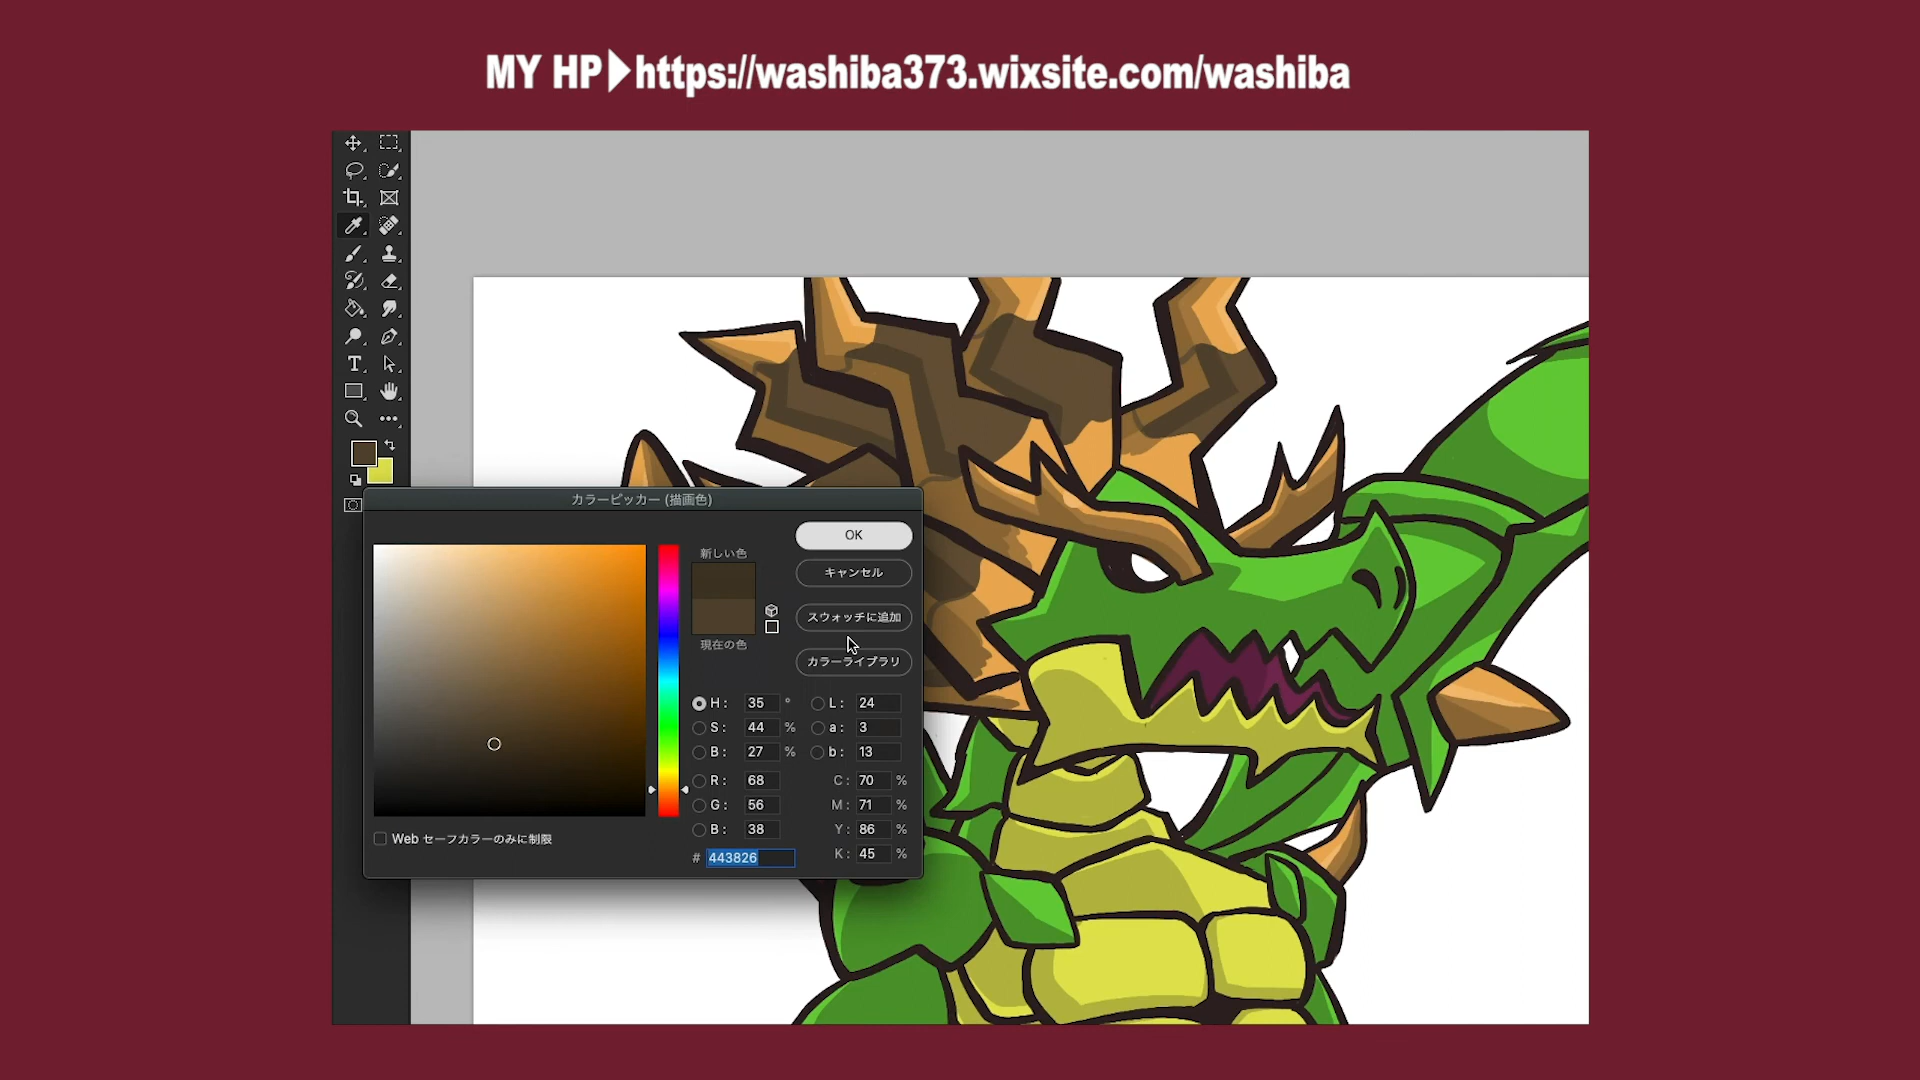 MY HP▶https://washiba373.wixsite.com/washiba
T
カラーピッカー (描画色)
新しい色
現在の色
OK
キャンセル
スウォッチに追加
カラーライブラリ
H : 35 ° L : 24
S : 44 % a : 3
B : 27 % b : 13
R : 68 C : 70 %
G : 56 M : 71 %
B : 38 Y : 86 %
# 443826 K : 45 %
Web セーフカラーのみに制限